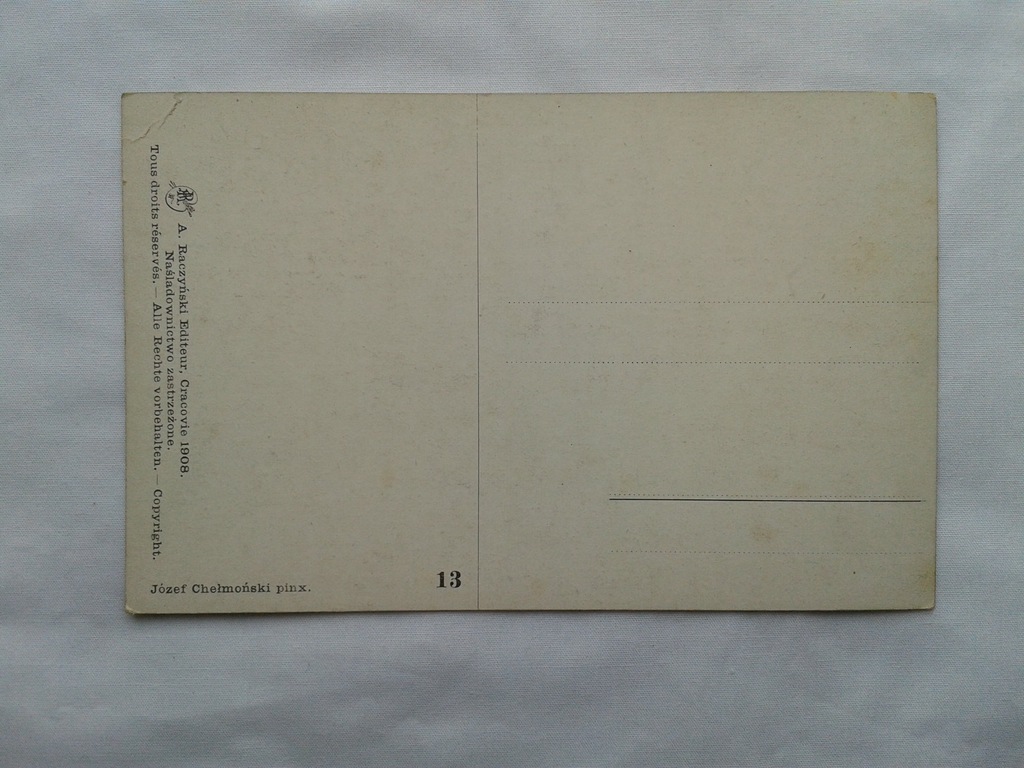 A. Raczyński Editeur, Cracovie 1908.
Naśladownictwo zastrzeżone.
Tous droits réservés. — Alle Rechte vorbehalten. — Copyright.
Józef Chełmoński pinx.
13